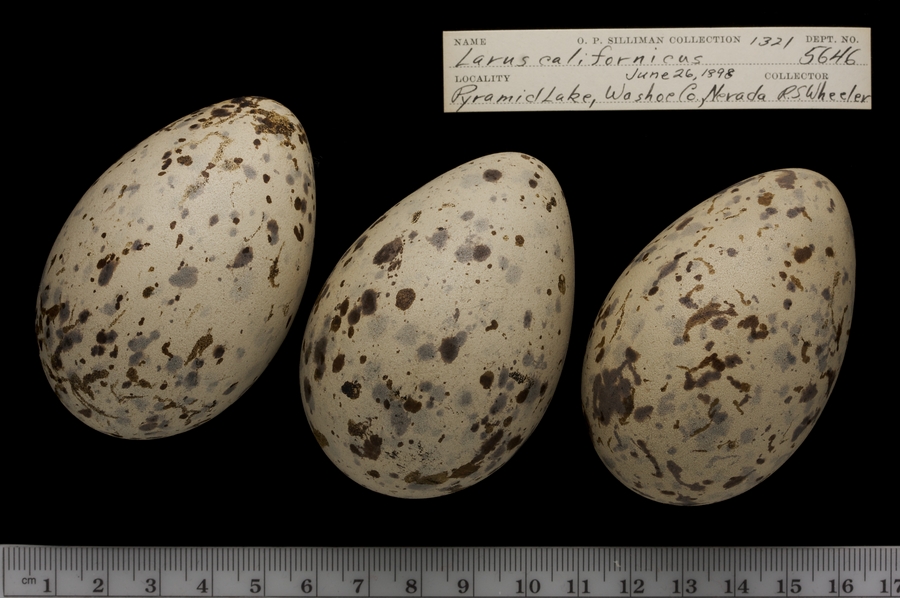 NAME O. P. SILLIMAN COLLECTION 1321 DEPT. NO.
Larus californicus 5646
LOCALITY June 26, 1898 COLLECTOR
Pyramid Lake, Washoe Co., Nevada R.S. Wheeler
cm 1 2 3 4 5 6 7 8 9 10 11 12 13 14 15 16 17